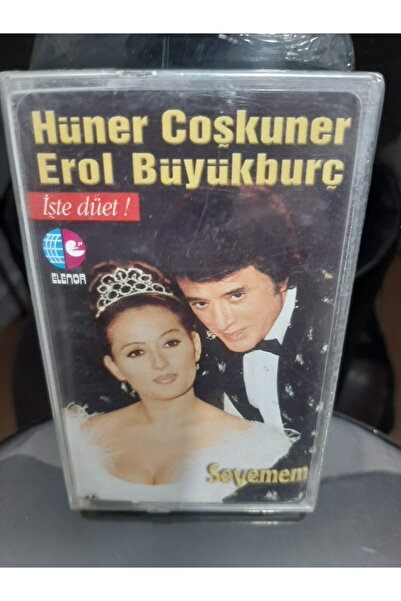 Hüner Coşkuner
Erol Büyükburç
İşte düet !
ELENOR
Sevemem